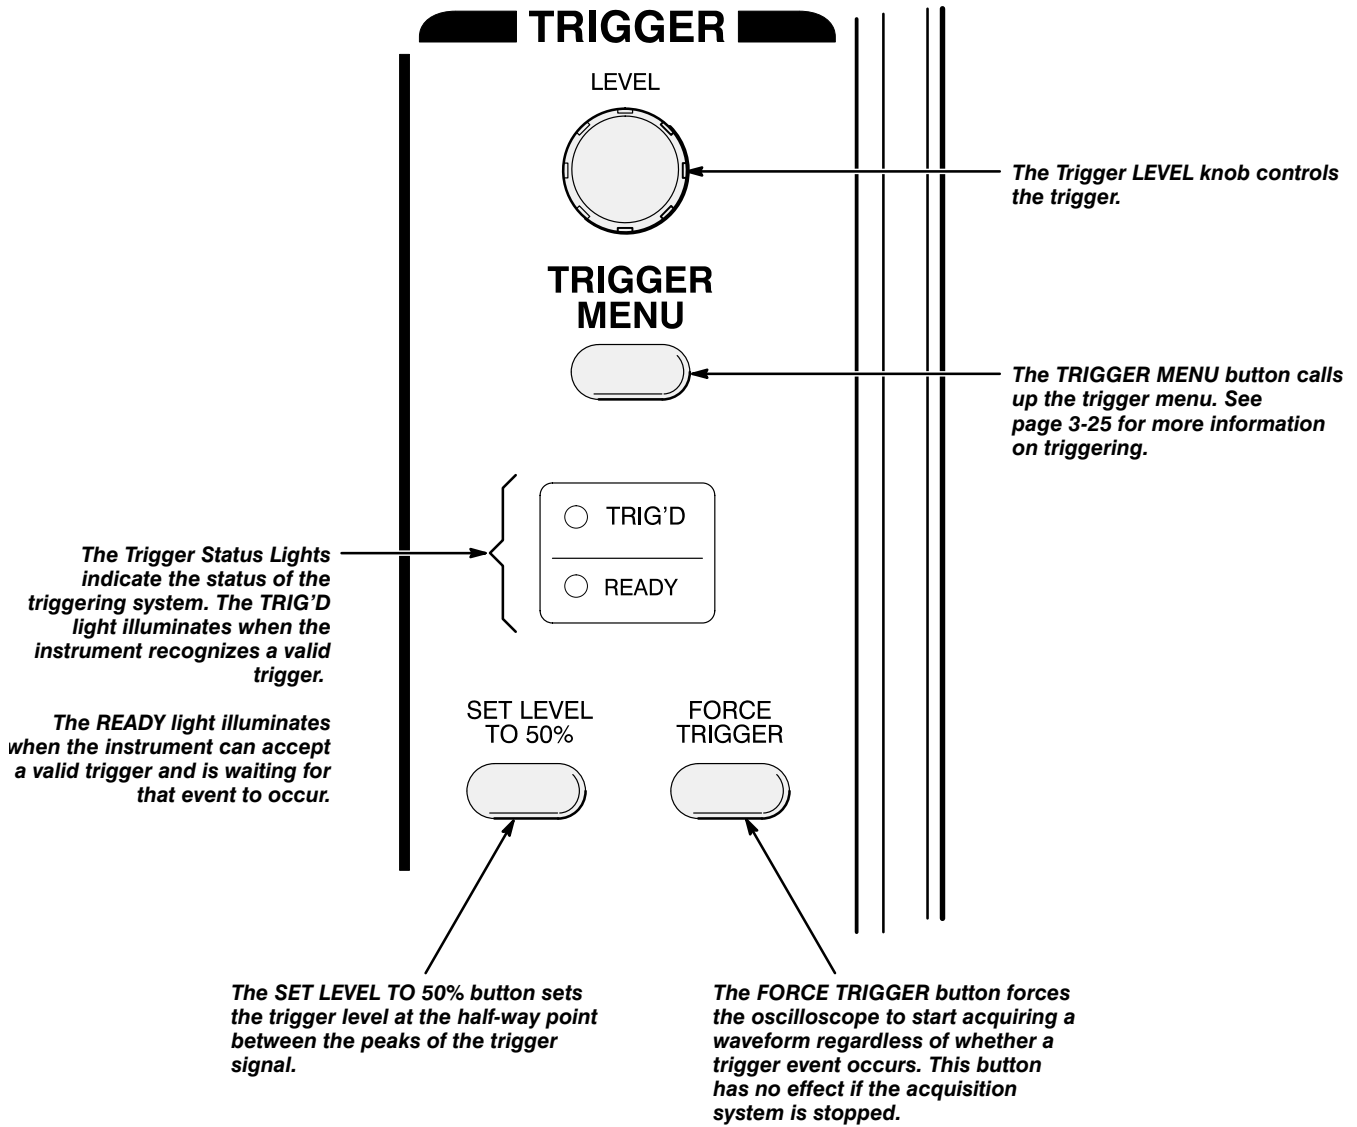 TRIGGER
LEVEL
The Trigger LEVEL knob controls
the trigger.
TRIGGER
MENU
The TRIGGER MENU button calls
up the trigger menu. See
page 3-25 for more information
on triggering.
TRIG’D
READY
The Trigger Status Lights
indicate the status of the
triggering system. The TRIG’D
light illuminates when the
instrument recognizes a valid
trigger.
The READY light illuminates
when the instrument can accept
a valid trigger and is waiting for
that event to occur.
SET LEVEL
TO 50%
FORCE
TRIGGER
The SET LEVEL TO 50% button sets
the trigger level at the half-way point
between the peaks of the trigger
signal.
The FORCE TRIGGER button forces
the oscilloscope to start acquiring a
waveform regardless of whether a
trigger event occurs. This button
has no effect if the acquisition
system is stopped.